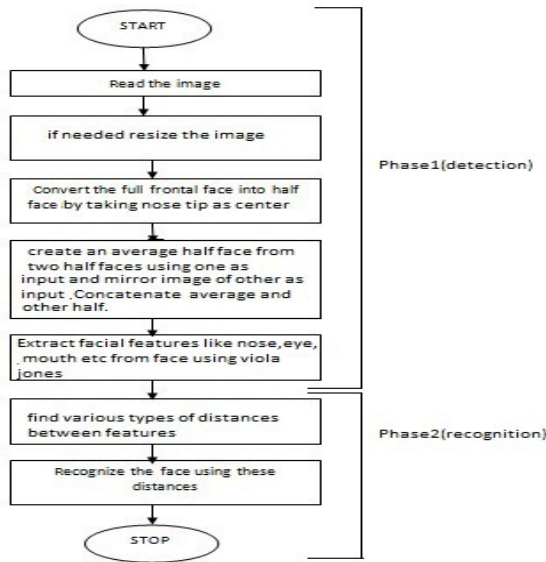 START
Read the image
if needed resize the image
Convert the full frontal face into half
face by taking nose tip as center
create an average half face from
two half faces using one as
input and mirror image of other as
input .Concatenate average and
other half.
Extract facial features like nose,eye,
, mouth etc from face using viola
jones
Phase1(detection)
find various types of distances
between features
Recognize the face using these
distances
STOP
Phase2(recognition)